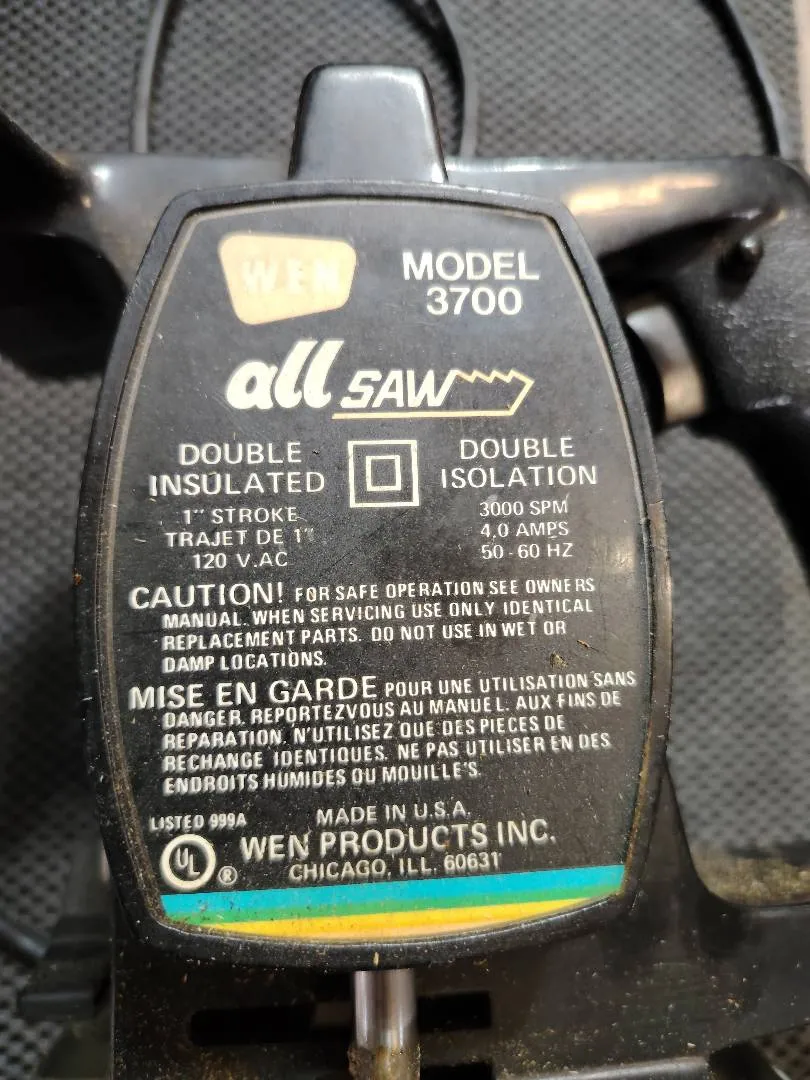 WEN
MODEL
3700
all SAW
DOUBLE
INSULATED
DOUBLE
ISOLATION
1" STROKE
TRAJET DE 1"
120 V.AC
3000 SPM
4.0 AMPS
50-60 HZ
CAUTION! FOR SAFE OPERATION SEE OWNERS
MANUAL. WHEN SERVICING USE ONLY IDENTICAL
REPLACEMENT PARTS. DO NOT USE IN WET OR
DAMP LOCATIONS.
MISE EN GARDE POUR UNE UTILISATION SANS
DANGER. REPORTEZVOUS AU MANUEL. AUX FINS DE
REPARATION, N'UTILISEZ QUE DES PIECES DE
RECHANGE IDENTIQUES. NE PAS UTILISER EN DES
ENDROITS HUMIDES OU MOUILLE'S.
LISTED 999A
UL ®
MADE IN U.S.A.
WEN PRODUCTS INC.
CHICAGO, ILL. 60631